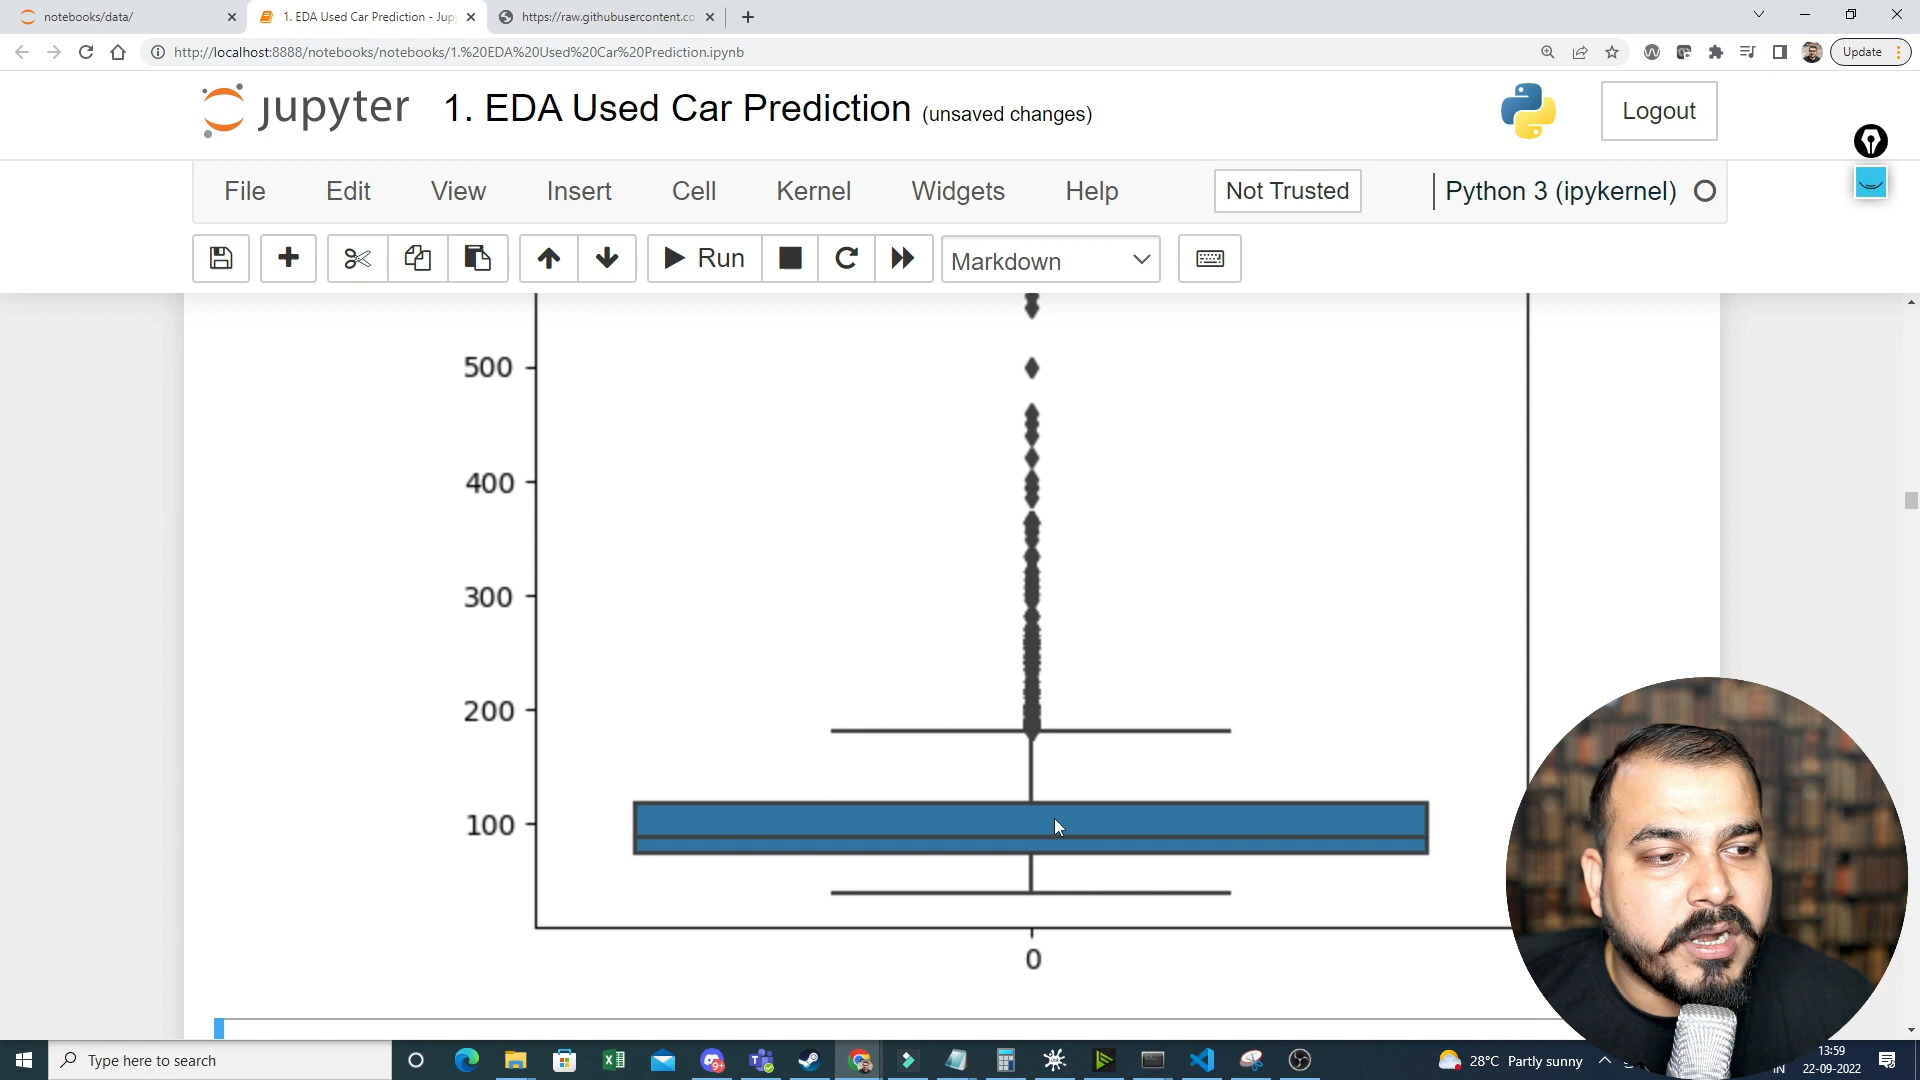 notebooks/data/
1. EDA Used Car Prediction - Jup
https://raw.githubusercontent.co
http://localhost:8888/notebooks/notebooks/1.%20EDA%20Used%20Car%20Prediction.ipynb
Update
jupyter 1. EDA Used Car Prediction (unsaved changes)
Logout
File Edit View Insert Cell Kernel Widgets Help
Not Trusted
Python 3 (ipykernel)
Run
Markdown
500
400
300
200
100
0
Type here to search
9+
28°C Partly sunny
IN
13:59
22-09-2022